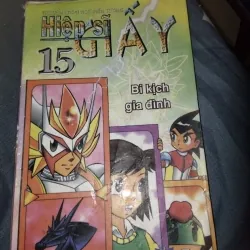 Hiệp sĩ
GIẤY
15
Bi kịch
gia đình